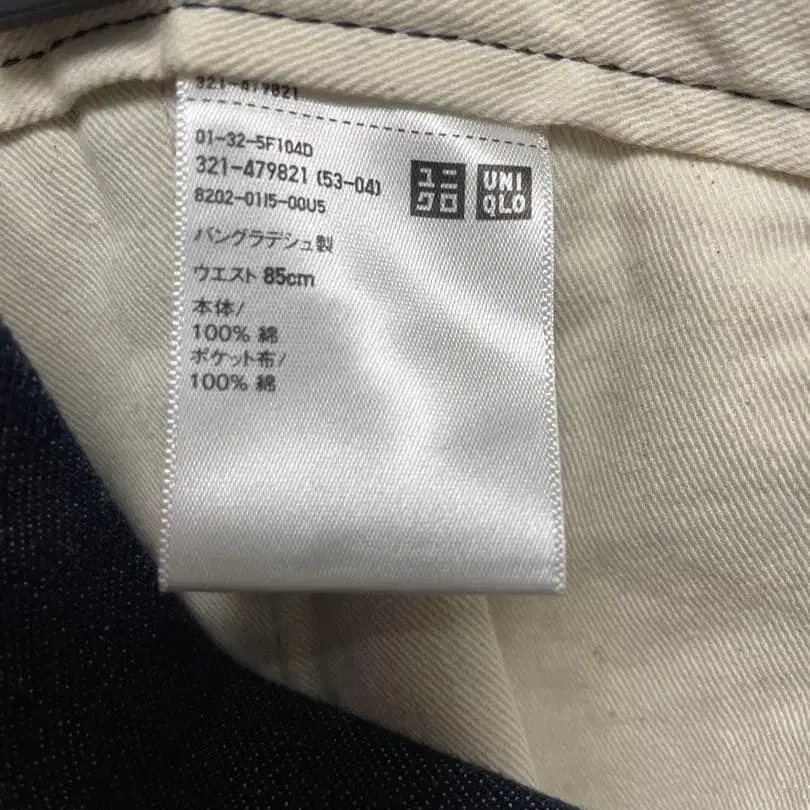 321-479821
01-32-5F104D
321-479821 (53-04)
8202-0115-00U5
ユニ
クロ
UNI
QLO
バングラデシュ製
ウエスト 85cm
本体/
100% 綿
ポケット布/
100% 綿